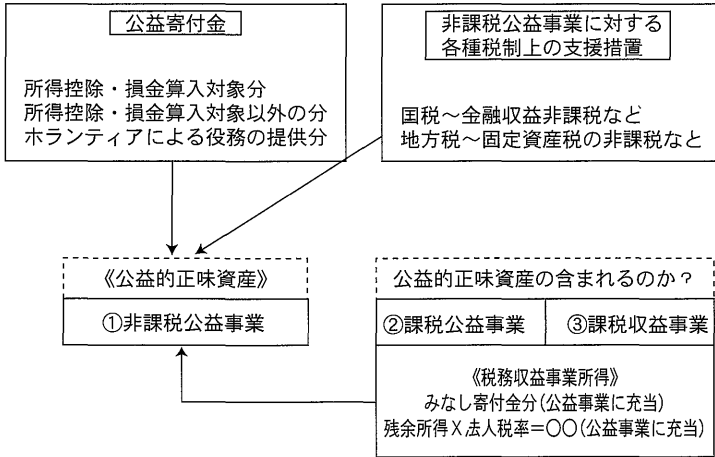 公益寄付金
所得控除・損金算入対象分
所得控除・損金算入対象以外の分
ホランティアによる役務の提供分
非課税公益事業に対する
各種税制上の支援措置
国税～金融収益非課税など
地方税～固定資産税の非課税なと
《公益的正味資産》
①非課税公益事業
公益的正味資産の含まれるのか？
②課税公益事業
③課税収益事業
《税務収益事業所得》
みなし寄付金分(公益事業に充当)
残余所得X法人税率＝〇〇(公益事業に充当)